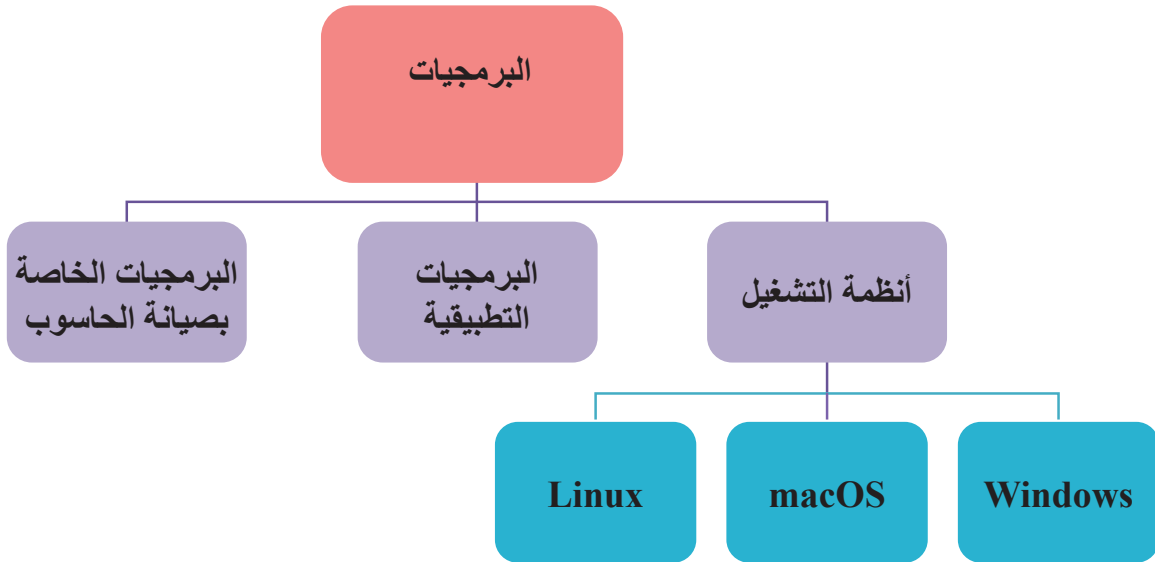 البرمجيات
أنظمة التشغيل
البرمجيات
التطبيقية
البرمجيات الخاصة
بصيانة الحاسوب
Windows
macOS
Linux